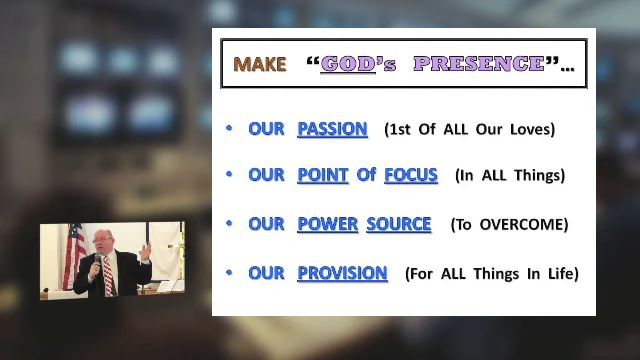 MAKE “GOD’s PRESENCE”...
• OUR PASSION (1st Of ALL Our Loves)
• OUR POINT Of FOCUS (In ALL Things)
• OUR POWER SOURCE (To OVERCOME)
• OUR PROVISION (For ALL Things In Life)